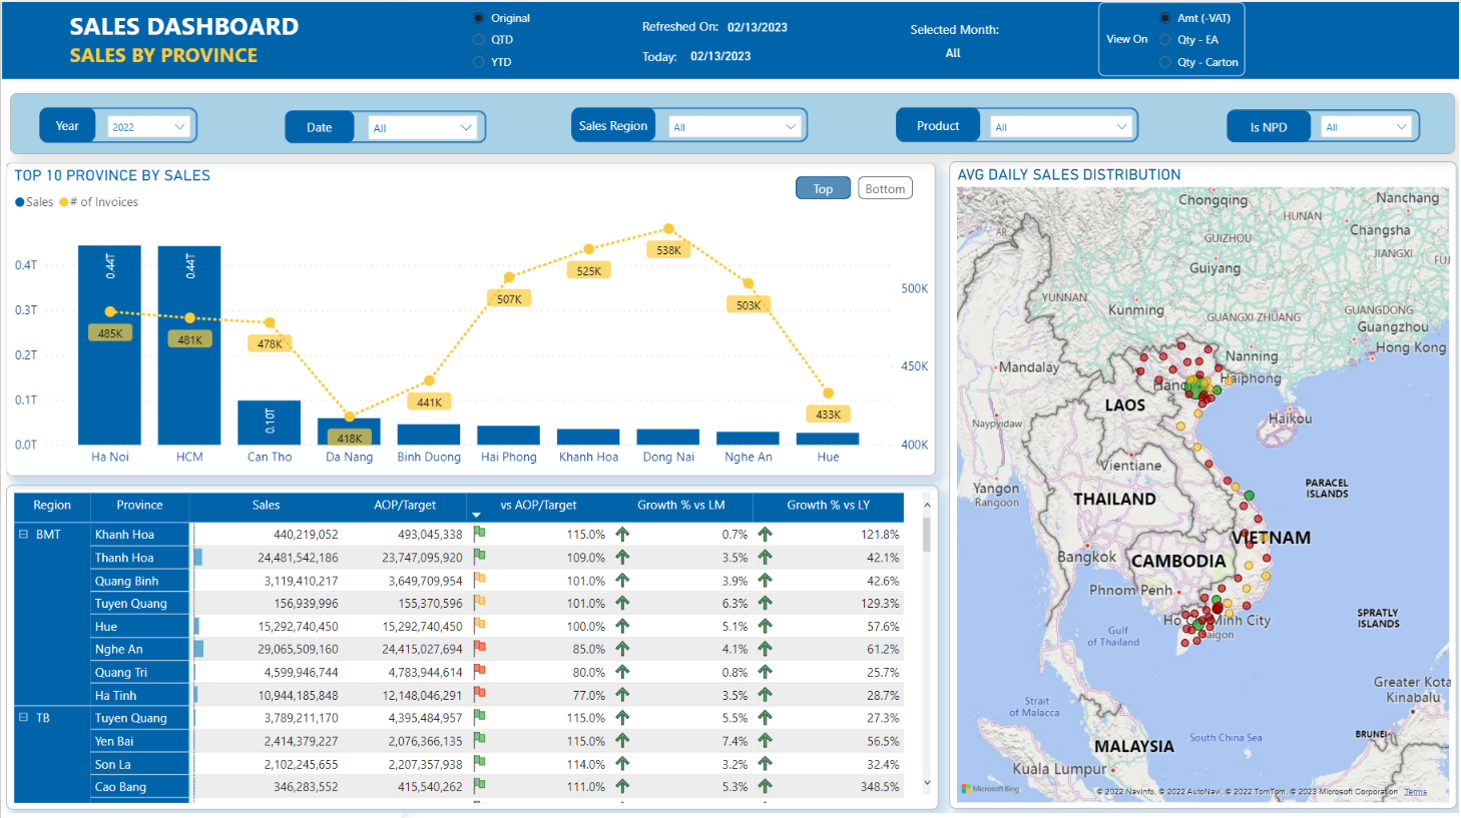 SALES DASHBOARD
SALES BY PROVINCE
Original
QTD
YTD
Refreshed On: 02/13/2023
Today: 02/13/2023
Selected Month:
All
View On
Amt (-VAT)
Qty - EA
Qty - Carton
Year 2022
Date All
Sales Region All
Product All
Is NPD All
TOP 10 PROVINCE BY SALES
Top Bottom
Sales # of Invoices
0.4T
0.3T
0.2T
0.1T
0.0T
0.44T 0.44T 0.10T
485K 481K 478K 418K 441K 507K 525K 538K 503K 433K
500K
450K
400K
Ha Noi HCM Can Tho Da Nang Binh Duong Hai Phong Khanh Hoa Dong Nai Nghe An Hue
Region Province Sales AOP/Target vs AOP/Target Growth % vs LM Growth % vs LY
BMT Khanh Hoa 440,219,052 493,045,338 115.0% 0.7% 121.8%
Thanh Hoa 24,481,542,186 23,747,095,920 109.0% 3.5% 42.1%
Quang Binh 3,119,410,217 3,649,709,954 101.0% 3.9% 42.6%
Tuyen Quang 156,939,996 155,370,596 101.0% 6.3% 129.3%
Hue 15,292,740,450 15,292,740,450 100.0% 5.1% 57.6%
Nghe An 29,065,509,160 24,415,027,694 85.0% 4.1% 61.2%
Quang Tri 4,599,946,744 4,783,944,614 80.0% 0.8% 25.7%
Ha Tinh 10,944,185,848 12,148,046,291 77.0% 3.5% 28.7%
TB Tuyen Quang 3,789,211,170 4,395,484,957 115.0% 5.5% 27.3%
Yen Bai 2,414,379,227 2,076,366,135 115.0% 7.4% 56.5%
Son La 2,102,245,655 2,207,357,938 114.0% 3.2% 32.4%
Cao Bang 346,283,552 415,540,262 111.0% 5.3% 348.5%
AVG DAILY SALES DISTRIBUTION
Chongqing
Nanchang
HUNAN
Changsha
AR
GUIZHOU
JIANGXI
FU
Guiyang
YUNNAN
Kunming
GUANGXI ZHUANG
GUANGDONG
Guangzhou
Hong Kong
Nanning
Mandalay
Haiphong
LAOS
Haikou
Naypyidaw
Vientiane
Yangon
Rangoon
THAILAND
PARACEL
ISLANDS
VIETNAM
Bangkok
CAMBODIA
Phnom Penh
Minh City
Saigon
SPRATLY
ISLANDS
Gulf
of Thailand
Greater Kota
Kinabalu
Strait
of Malacca
South China Sea
BRUNEI
MALAYSIA
Kuala Lumpur
Microsoft Bing
© 2022 NavInfo, © 2022 AutoNavi, © 2022 TomTom, © 2023 Microsoft Corporation Terms